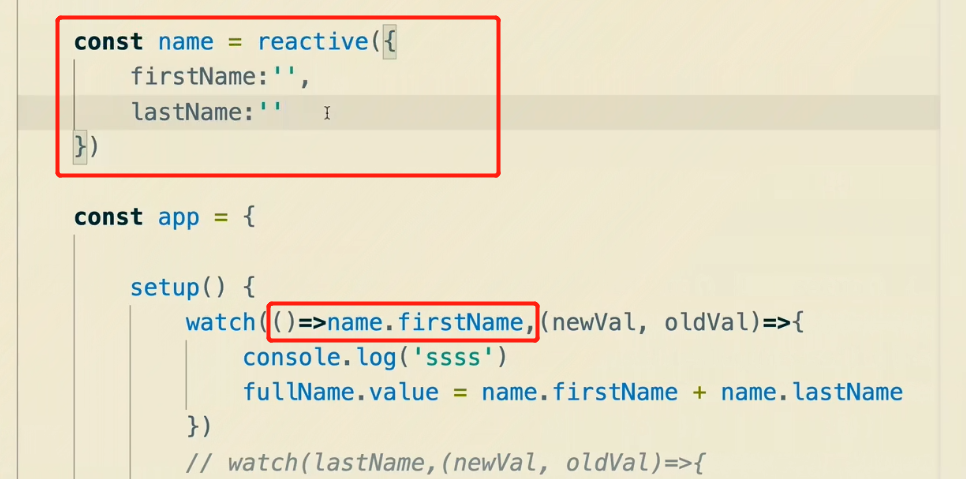 const name = reactive({
firstName:'',
lastName:''
})
const app = {
setup() {
watch(()=>name.firstName,(newVal, oldVal)=>{
console.log('ssss')
fullName.value = name.firstName + name.lastName
})
// watch(lastName,(newVal, oldVal)=>{